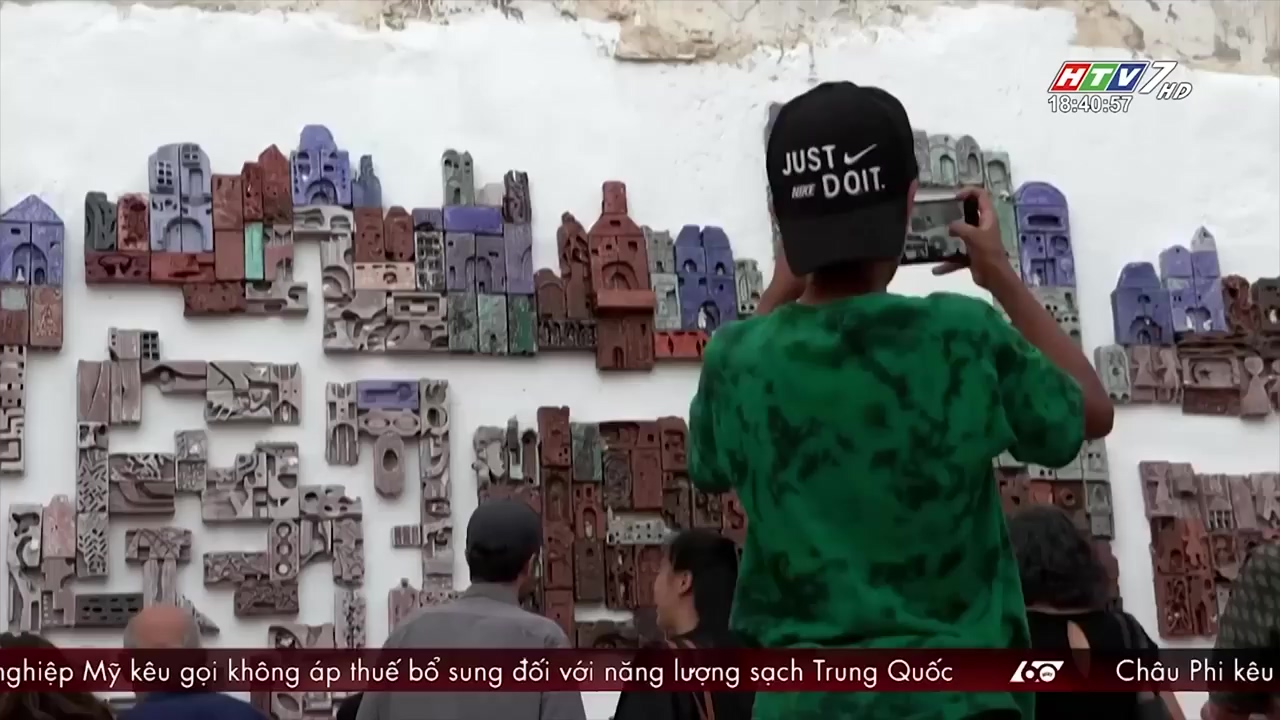 HTV7 HD
18:40:57
JUST
NIKE DO IT.
nghiệp Mỹ kêu gọi không áp thuế bổ sung đối với năng lượng sạch Trung Quốc 60 Châu Phi kêu